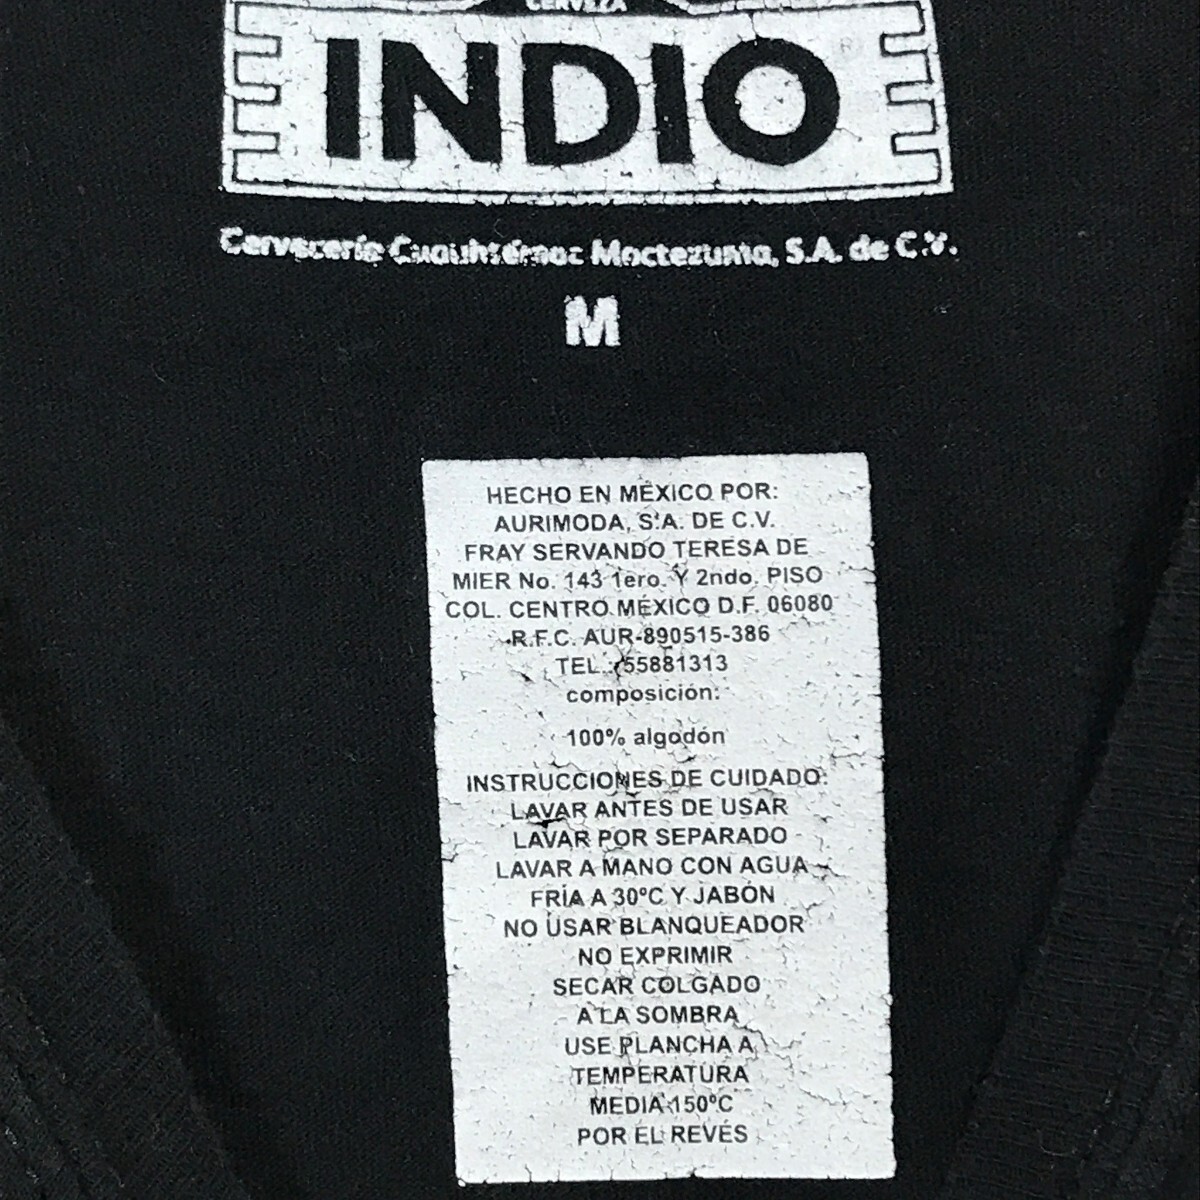 CERVEZA
INDIO ®
Cervecería Cuauhtémoc Moctezuma, S.A. de C.V.
M
HECHO EN MÉXICO POR:
AURIMODA, S.A. DE C.V.
FRAY SERVANDO TERESA DE
MIER No. 143 1ero. Y 2ndo. PISO
COL. CENTRO MÉXICO D.F. 06080
R.F.C. AUR-890515-386
TEL.: 55881313
composición:
100% algodón
INSTRUCCIONES DE CUIDADO:
LAVAR ANTES DE USAR
LAVAR POR SEPARADO
LAVAR A MANO CON AGUA
FRÍA A 30ºC Y JABÓN
NO USAR BLANQUEADOR
NO EXPRIMIR
SECAR COLGADO
A LA SOMBRA
USE PLANCHA A
TEMPERATURA
MEDIA 150ºC
POR EL REVÉS